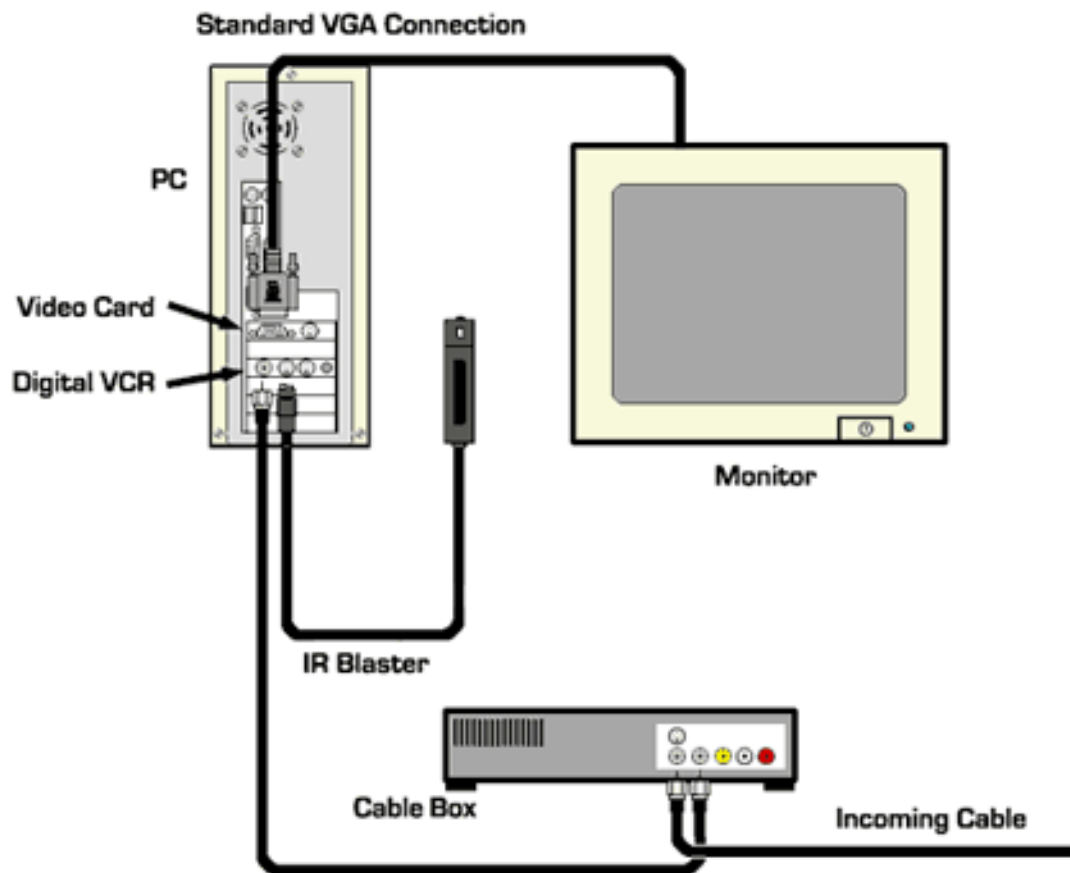 Standard VGA Connection
PC
Video Card
Digital VCR
Monitor
IR Blaster
Cable Box
Incoming Cable